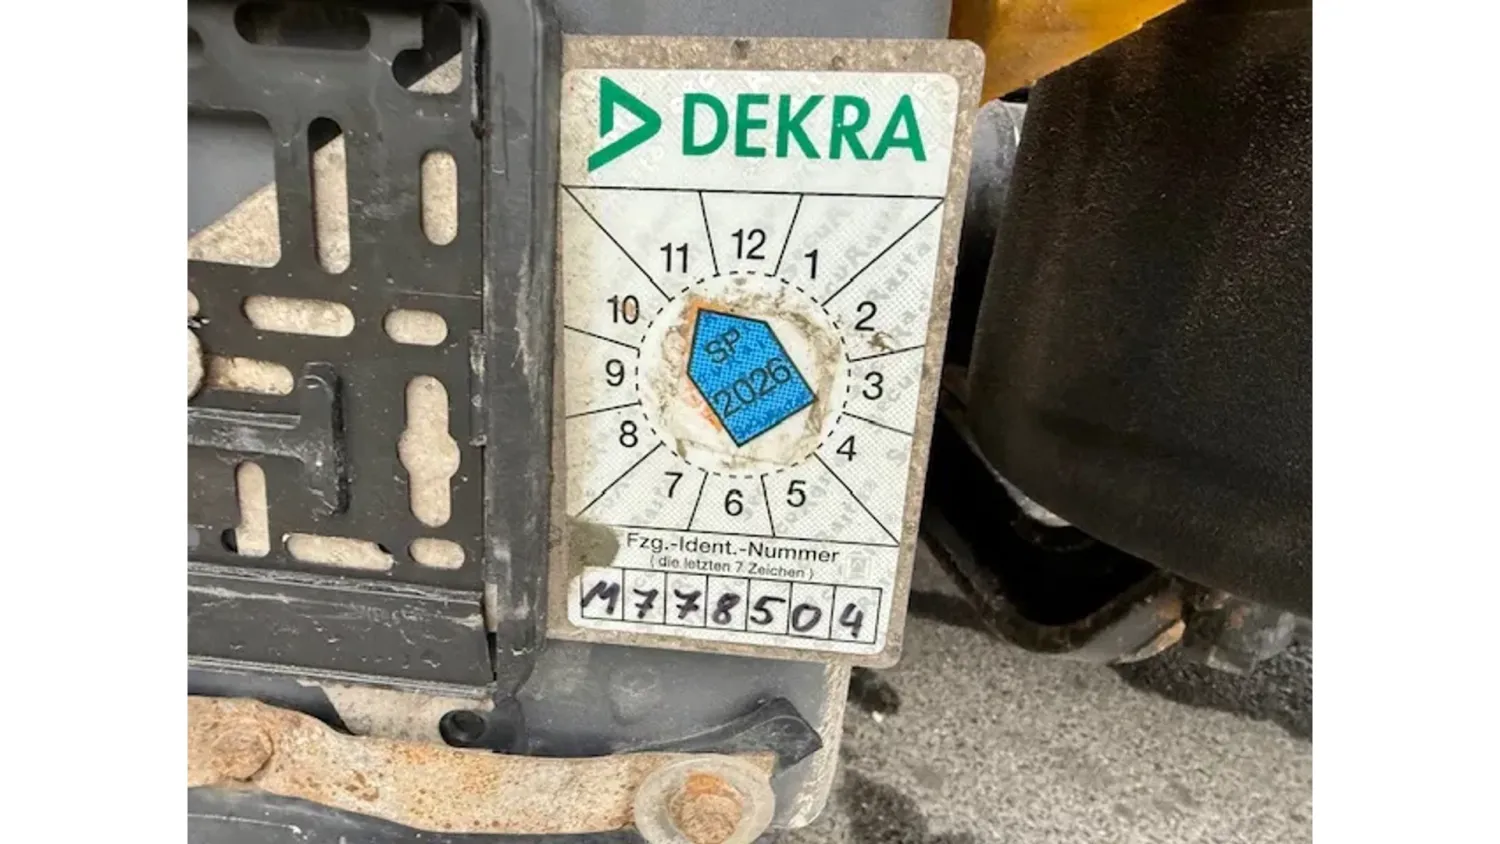 DEKRA
12
11
1
10
2
SP
9
2026
3
8
4
7
6
5
Fzg.-Ident.-Nummer
( die letzten 7 Zeichen )
M778504